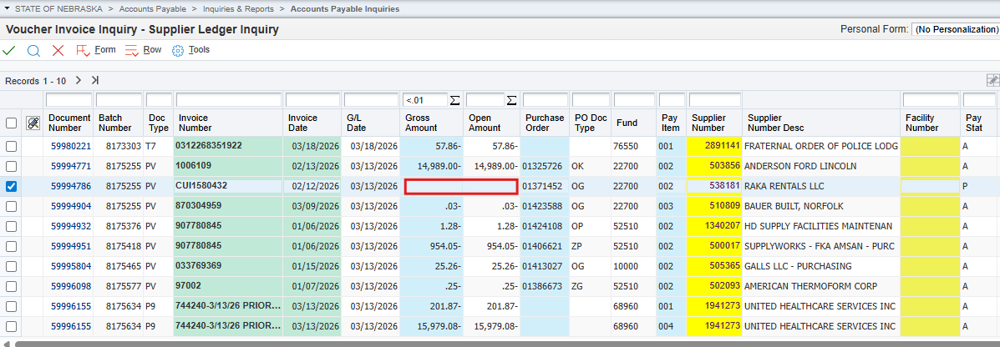 STATE OF NEBRASKA > Accounts Payable > Inquiries & Reports > Accounts Payable Inquiries
Voucher Invoice Inquiry - Supplier Ledger Inquiry Personal Form: (No Personalization)
Form Row Tools
Records 1 - 10
<.01
Document Number Batch Number Doc Type Invoice Number Invoice Date G/L Date Gross Amount Open Amount Purchase Order PO Doc Type Fund Pay Item Supplier Number Supplier Number Desc Facility Number Pay Stat
59980221 8173303 T7 0312268351922 03/18/2026 03/18/2026 57.86- 57.86- 76550 001 2891141 FRATERNAL ORDER OF POLICE LODG A
59994771 8175255 PV 1006109 02/13/2026 03/13/2026 14,989.00- 14,989.00- 01325726 OK 22700 002 503856 ANDERSON FORD LINCOLN A
59994786 8175255 PV CUI1580432 02/12/2026 03/13/2026 01371452 OG 22700 002 538181 RAKA RENTALS LLC P
59994904 8175255 PV 870304959 03/09/2026 03/13/2026 .03- .03- 01423588 OG 22700 003 510809 BAUER BUILT, NORFOLK A
59994932 8175376 PV 907780845 01/06/2026 03/13/2026 1.28- 1.28- 01424108 OP 52510 002 1340207 HD SUPPLY FACILITIES MAINTENAN A
59994951 8175418 PV 907780845 01/06/2026 03/13/2026 954.05- 954.05- 01406621 ZP 52510 002 500017 SUPPLYWORKS - FKA AMSAN - PURC A
59995804 8175465 PV 033769369 01/15/2026 03/13/2026 25.26- 25.26- 01413027 OG 10000 002 505365 GALLS LLC - PURCHASING A
59996098 8175577 PV 97002 01/07/2026 03/13/2026 .25- .25- 01386673 ZG 52510 002 502093 AMERICAN THERMOFORM CORP A
59996155 8175634 P9 744240-3/13/26 PRIOR... 03/13/2026 03/13/2026 201.87- 201.87- 68960 001 1941273 UNITED HEALTHCARE SERVICES INC A
59996155 8175634 P9 744240-3/13/26 PRIOR... 03/13/2026 03/13/2026 15,979.08- 15,979.08- 68960 004 1941273 UNITED HEALTHCARE SERVICES INC A